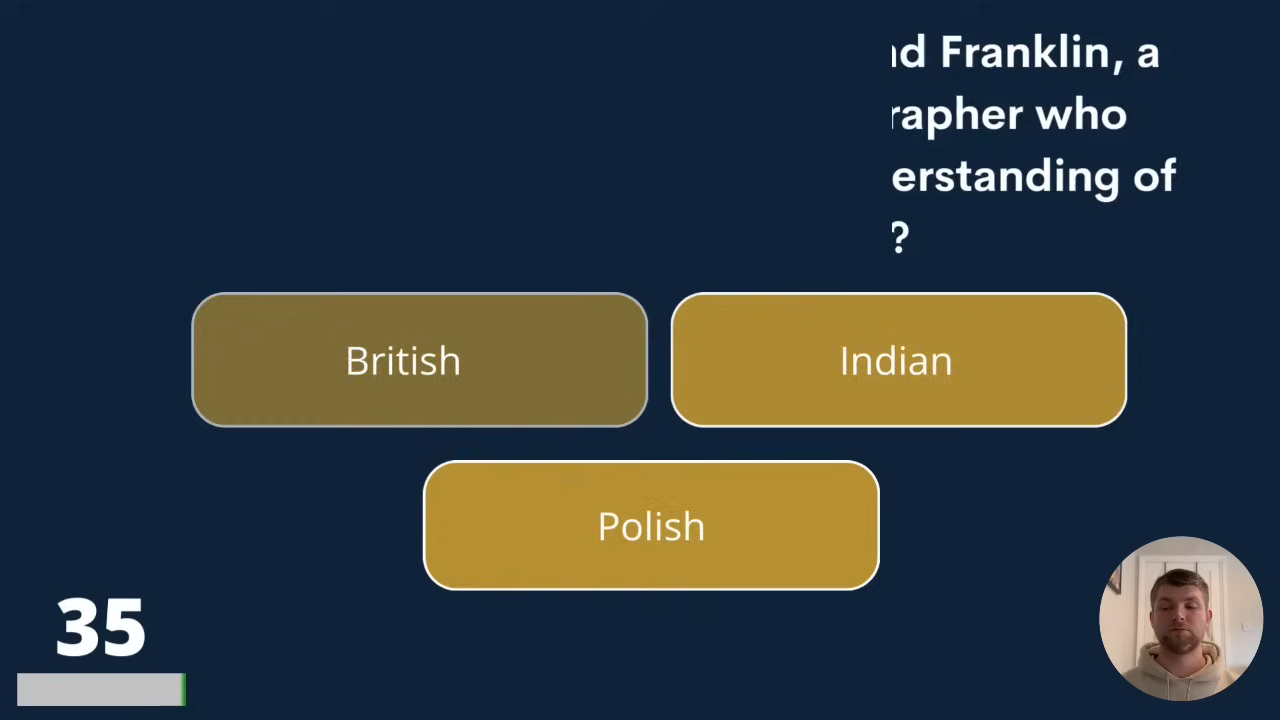 d Franklin, a
rapher who
erstanding of
?
British
Indian
Polish
35